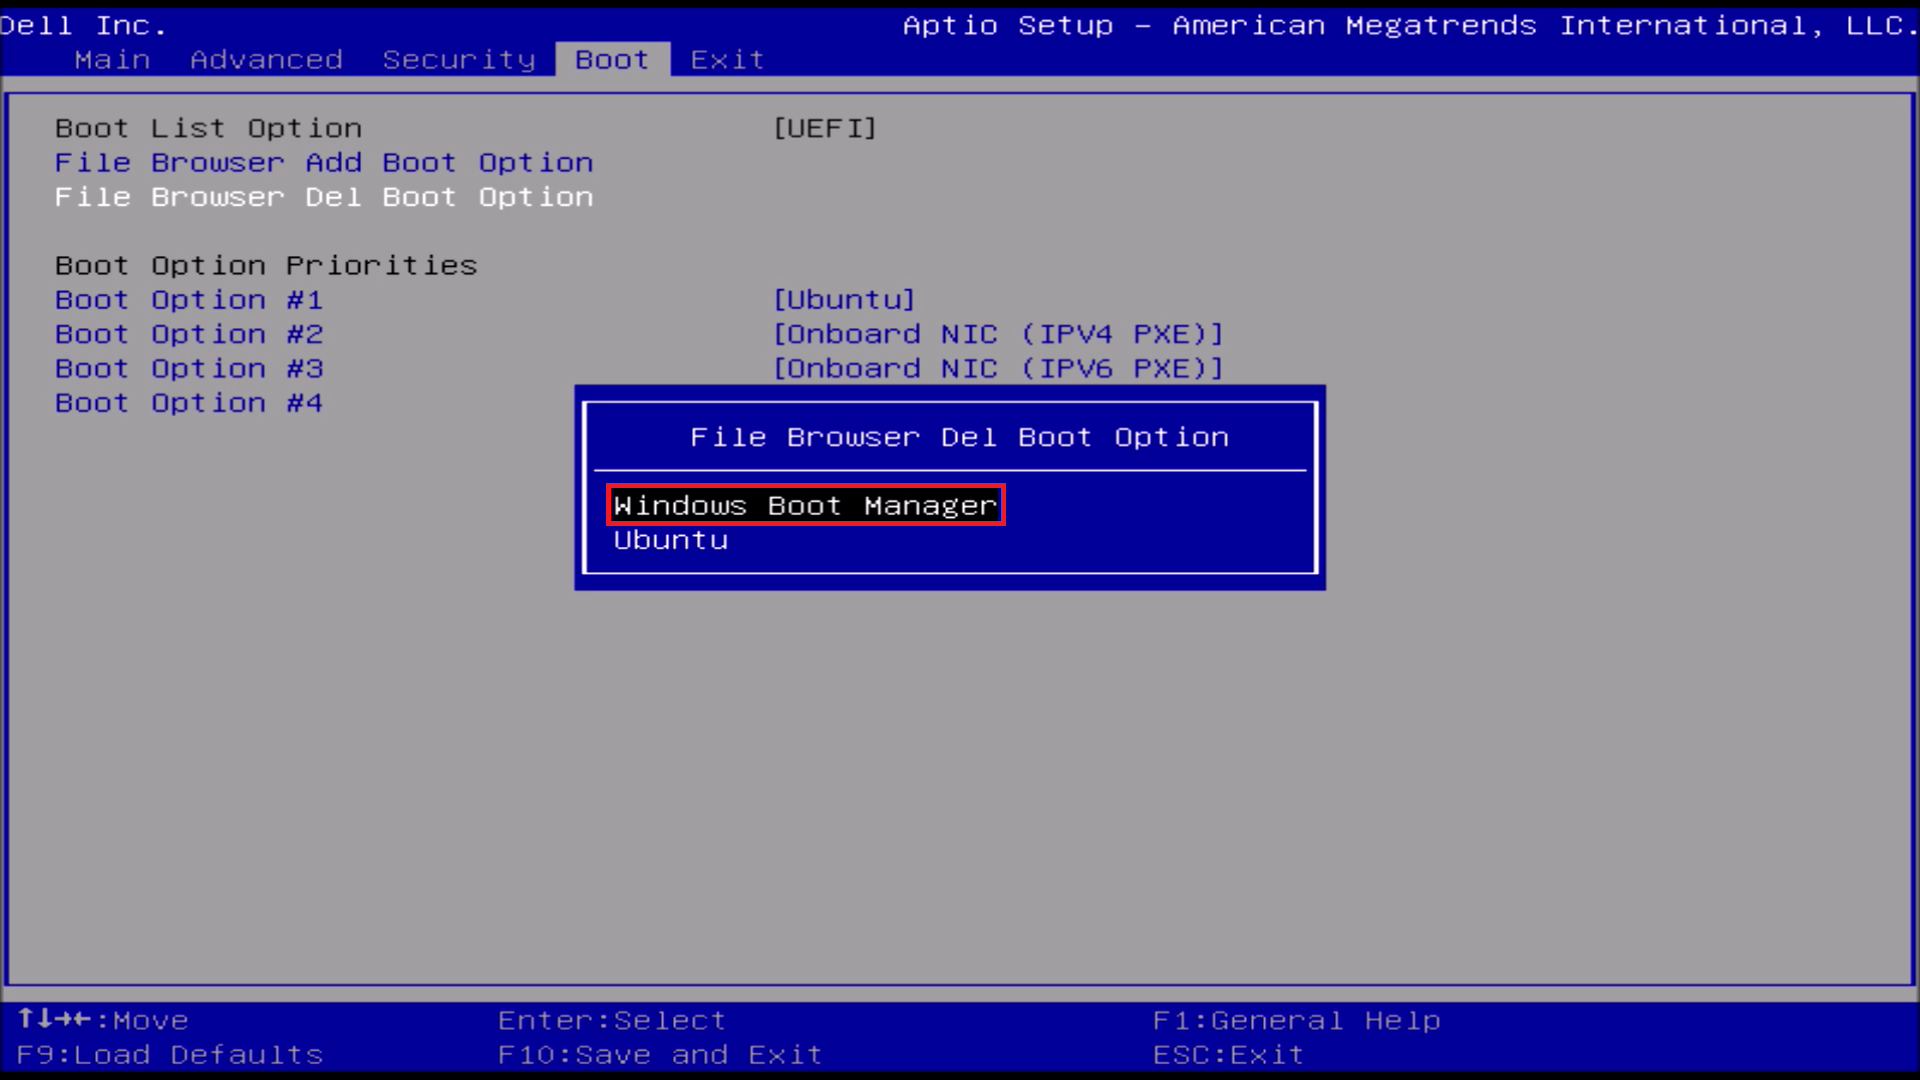 Dell Inc.
Aptio Setup – American Megatrends International, LLC.
Main Advanced Security Boot Exit
Boot List Option [UEFI]
File Browser Add Boot Option
File Browser Del Boot Option
Boot Option Priorities
Boot Option #1 [Ubuntu]
Boot Option #2 [Onboard NIC (IPV4 PXE)]
Boot Option #3 [Onboard NIC (IPV6 PXE)]
Boot Option #4
File Browser Del Boot Option
Windows Boot Manager
Ubuntu
↑↓→←:Move Enter:Select F1:General Help
F9:Load Defaults F10:Save and Exit ESC:Exit